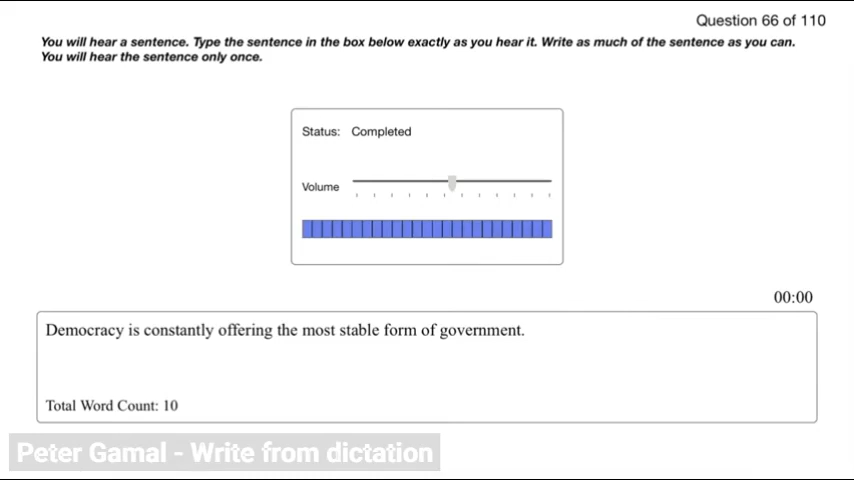 Question 66 of 110
You will hear a sentence. Type the sentence in the box below exactly as you hear it. Write as much of the sentence as you can.
You will hear the sentence only once.
Status: Completed
Volume
00:00
Democracy is constantly offering the most stable form of government.
Total Word Count: 10
Peter Gamal - Write from dictation